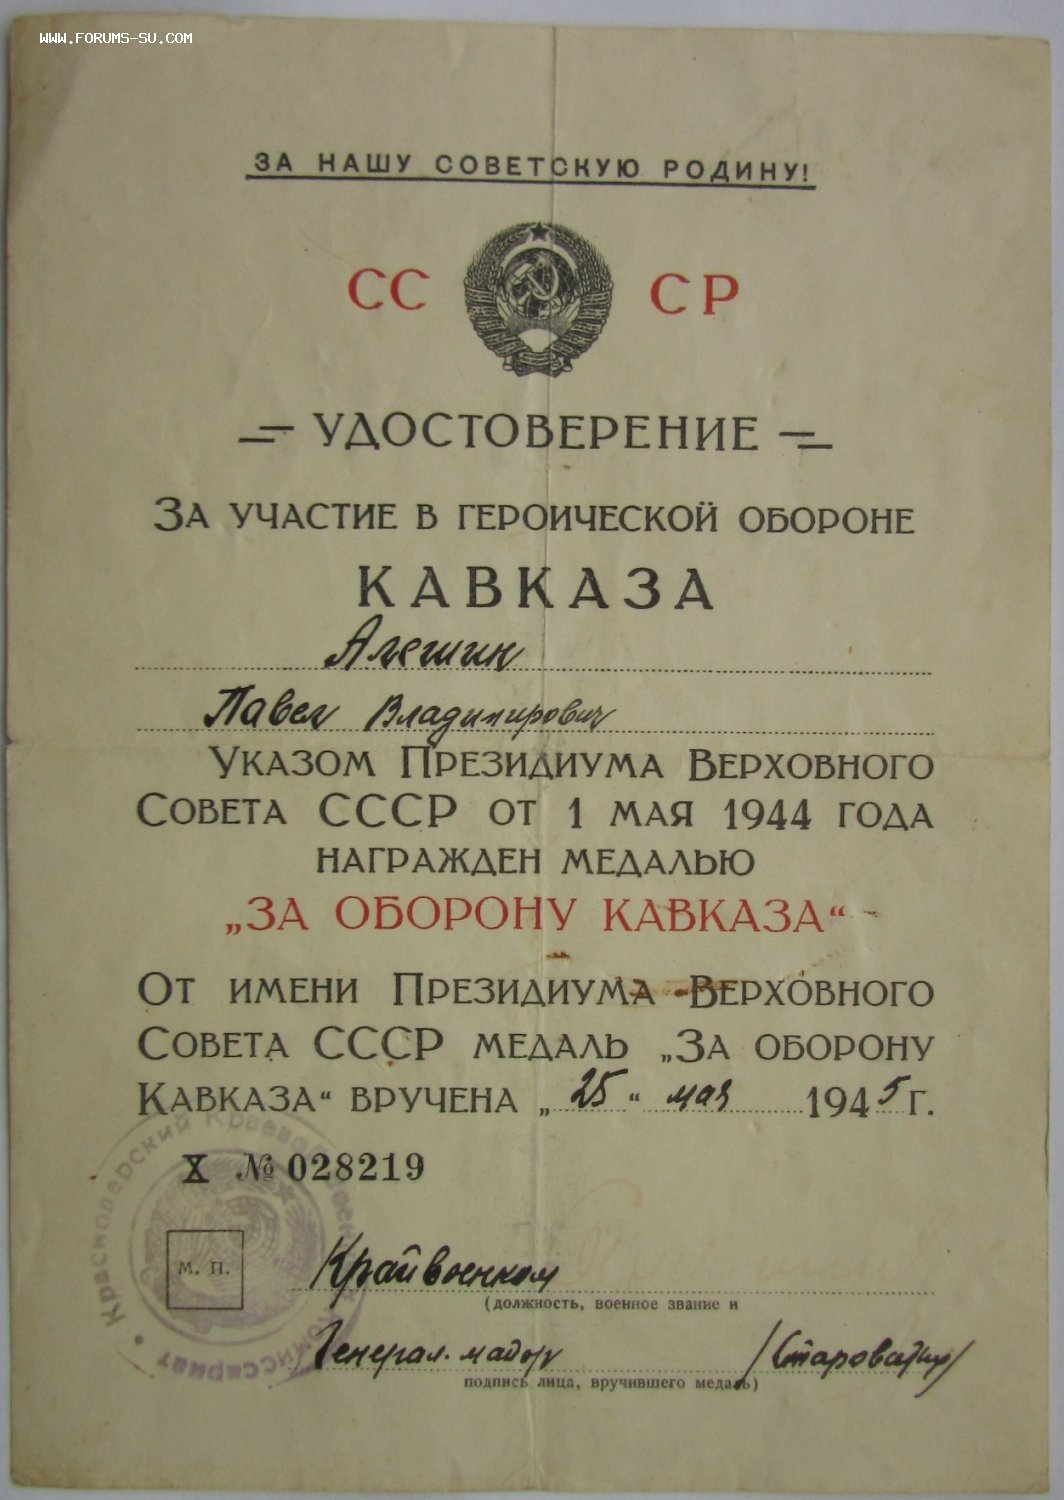 WWW.FORUMS-SU.COM
ЗА НАШУ СОВЕТСКУЮ РОДИНУ!
СС СР
УДОСТОВЕРЕНИЕ
ЗА УЧАСТИЕ В ГЕРОИЧЕСКОЙ ОБОРОНЕ
КАВКАЗА
Алешин
Павел Владимирович
УКАЗОМ ПРЕЗИДИУМА ВЕРХОВНОГО
СОВЕТА СССР ОТ 1 МАЯ 1944 ГОДА
НАГРАЖДЕН МЕДАЛЬЮ
„ЗА ОБОРОНУ КАВКАЗА“
ОТ ИМЕНИ ПРЕЗИДИУМА ВЕРХОВНОГО
СОВЕТА СССР МЕДАЛЬ „ЗА ОБОРОНУ
КАВКАЗА“ ВРУЧЕНА „25“ мая 1945 Г.
Х № 028219
Краснодарский Краевой
Комиссариат
М. П.
Крайвоенком
(должность, военное звание и
Генерал-майор /Староватых/
подпись лица, вручившего медаль)